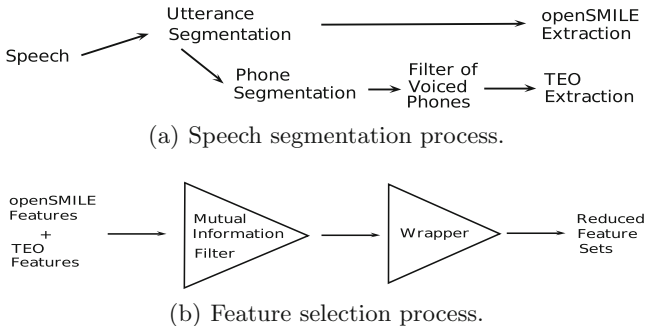 Speech
Utterance
Segmentation
openSMILE
Extraction
Phone
Segmentation
Filter of
Voiced
Phones
TEO
Extraction
(a) Speech segmentation process.
openSMILE
Features
+
TEO
Features
Mutual
Information
Filter
Wrapper
Reduced
Feature
Sets
(b) Feature selection process.